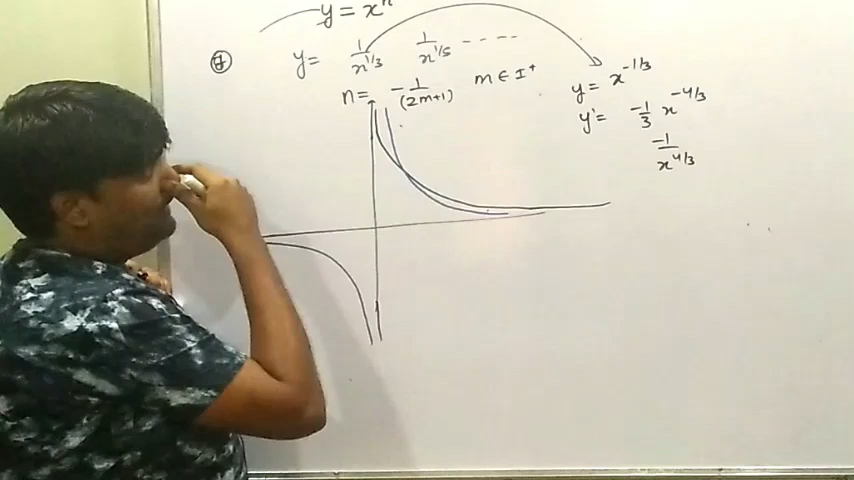 y = xⁿ
⑦ y = 1/x^1/3 1/x^1/5 - - - -
n = -1/(2m+1) m ∈ I⁺
y = x^-1/3
y' = -1/3 x^-4/3
-1/x^4/3